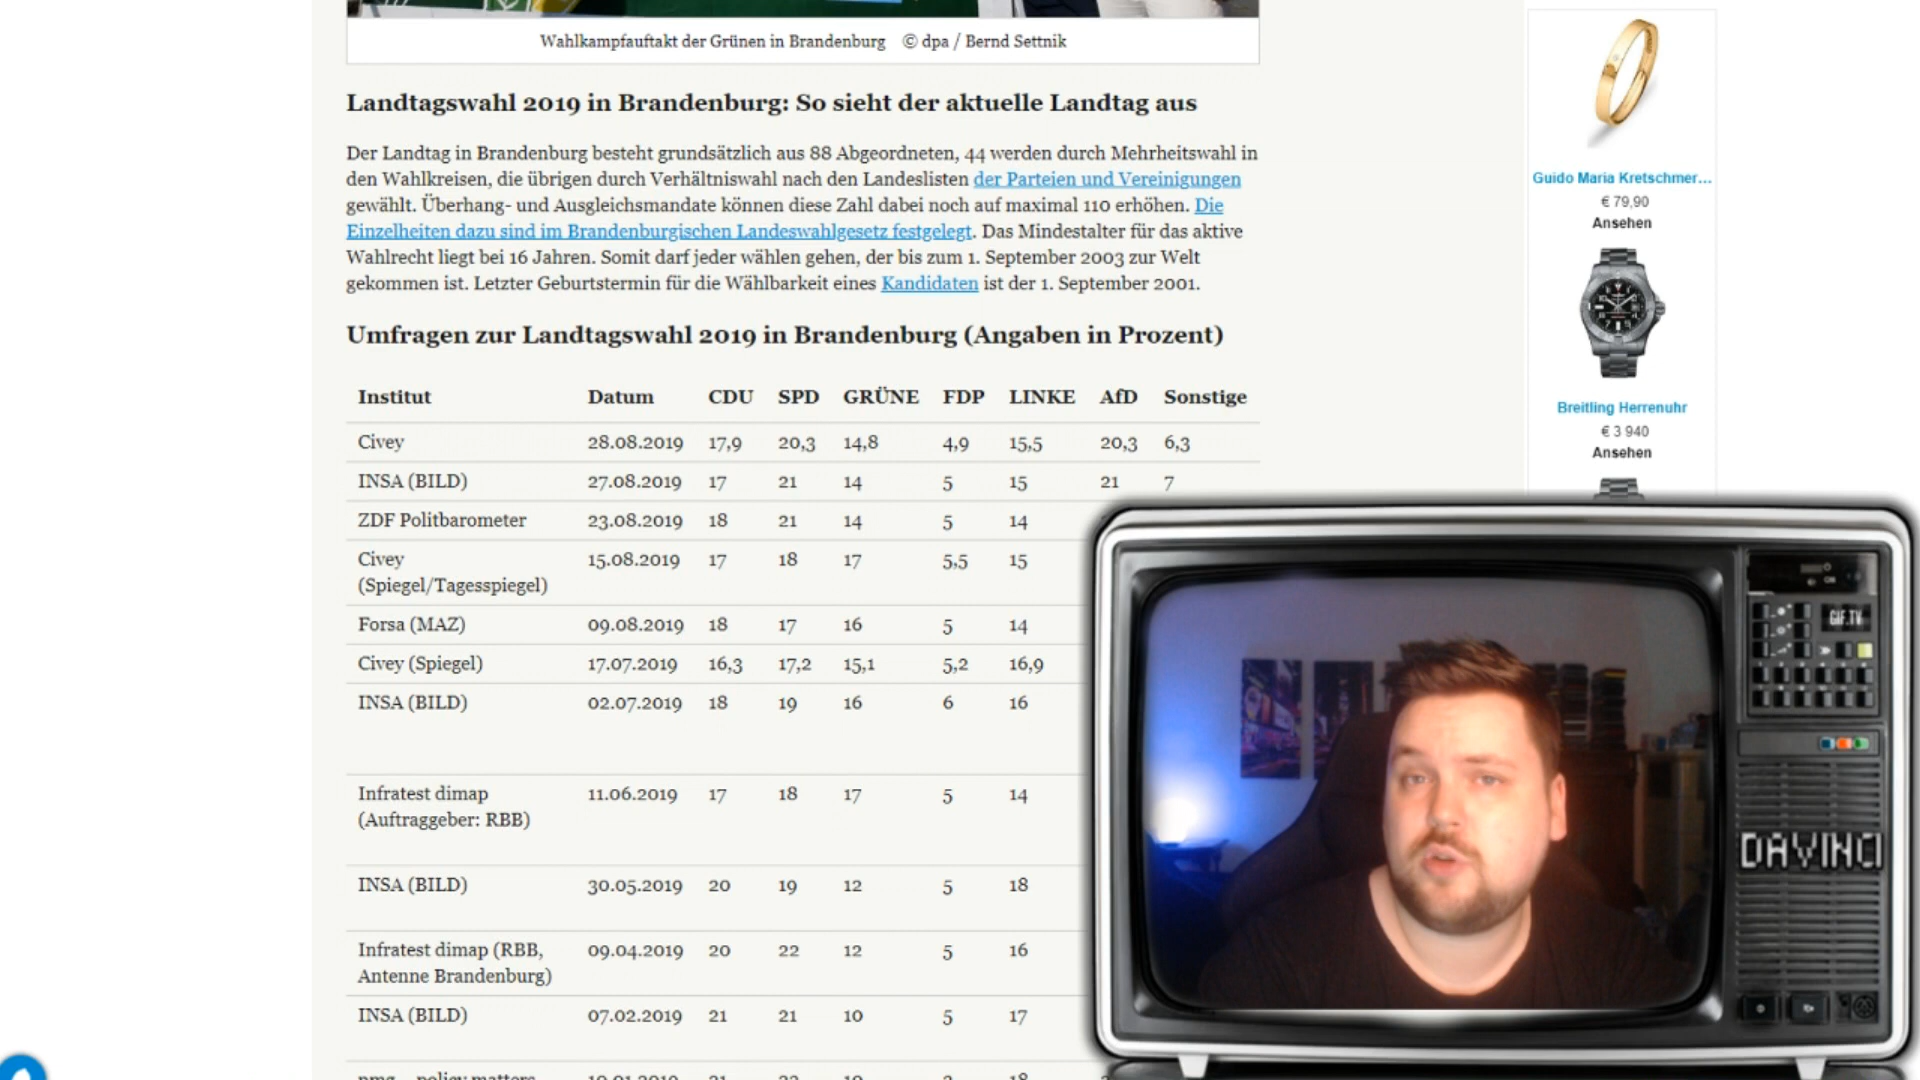 Wahlkampfauftakt der Grünen in Brandenburg © dpa / Bernd Settnik
Landtagswahl 2019 in Brandenburg: So sieht der aktuelle Landtag aus
Der Landtag in Brandenburg besteht grundsätzlich aus 88 Abgeordneten, 44 werden durch Mehrheitswahl in
den Wahlkreisen, die übrigen durch Verhältniswahl nach den Landeslisten der Parteien und Vereinigungen
gewählt. Überhang- und Ausgleichsmandate können diese Zahl dabei noch auf maximal 110 erhöhen. Die
Einzelheiten dazu sind im Brandenburgischen Landeswahlgesetz festgelegt. Das Mindestalter für das aktive
Wahlrecht liegt bei 16 Jahren. Somit darf jeder wählen gehen, der bis zum 1. September 2003 zur Welt
gekommen ist. Letzter Geburtstermin für die Wählbarkeit eines Kandidaten ist der 1. September 2001.
Umfragen zur Landtagswahl 2019 in Brandenburg (Angaben in Prozent)
Institut Datum CDU SPD GRÜNE FDP LINKE AfD Sonstige
Civey 28.08.2019 17,9 20,3 14,8 4,9 15,5 20,3 6,3
INSA (BILD) 27.08.2019 17 21 14 5 15 21 7
ZDF Politbarometer 23.08.2019 18 21 14 5 14
Civey 15.08.2019 17 18 17 5,5 15
(Spiegel/Tagesspiegel)
Forsa (MAZ) 09.08.2019 18 17 16 5 14
Civey (Spiegel) 17.07.2019 16,3 17,2 15,1 5,2 16,9
INSA (BILD) 02.07.2019 18 19 16 6 16
Infratest dimap 11.06.2019 17 18 17 5 14
(Auftraggeber: RBB)
INSA (BILD) 30.05.2019 20 19 12 5 18
Infratest dimap (RBB, 09.04.2019 20 22 12 5 16
Antenne Brandenburg)
INSA (BILD) 07.02.2019 21 21 10 5 17
Guido Maria Kretschmer...
€ 79,90
Ansehen
Breitling Herrenuhr
€ 3 940
Ansehen
GIF.TV
DAVINCI